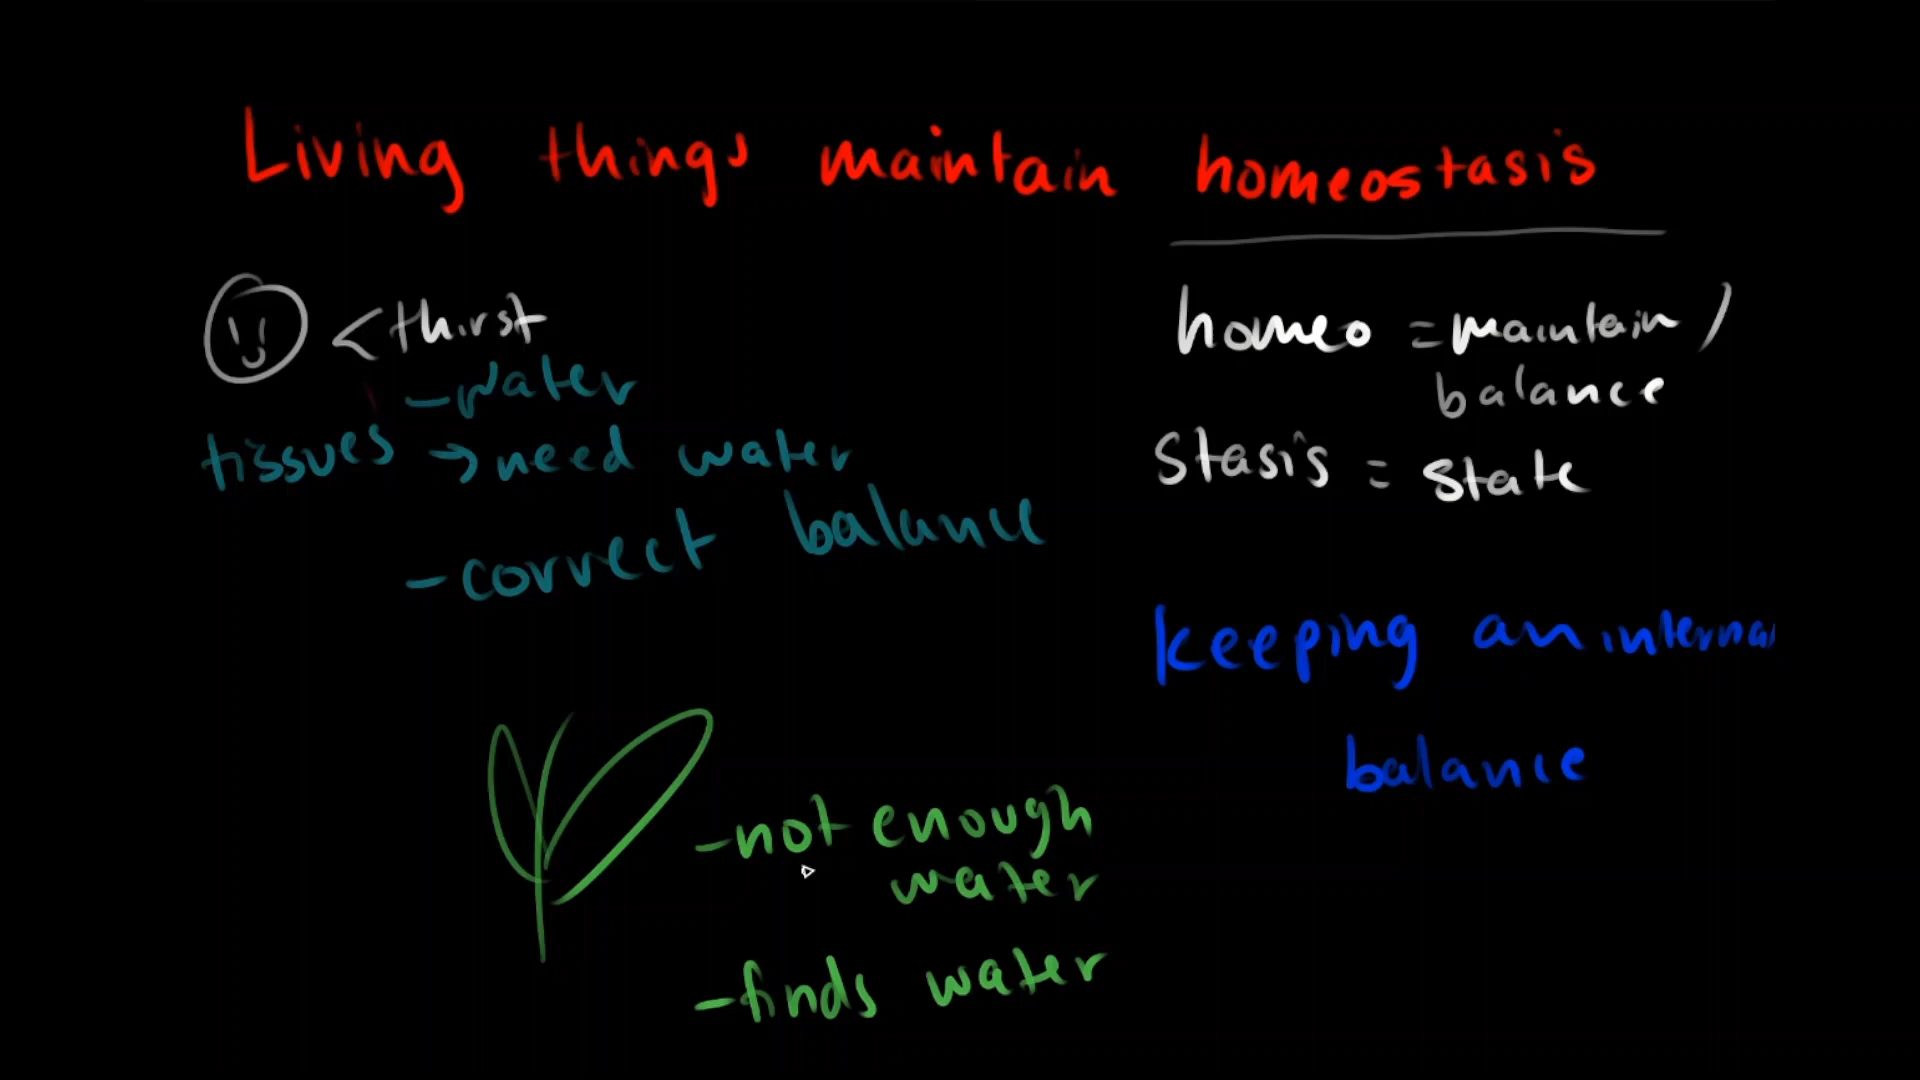 Living things maintain homeostasis
< thirst
- water
tissues → need water
- correct balance
homeo = maintain /
balance
stasis = state
keeping an internal
balance
- not enough
water
- finds water